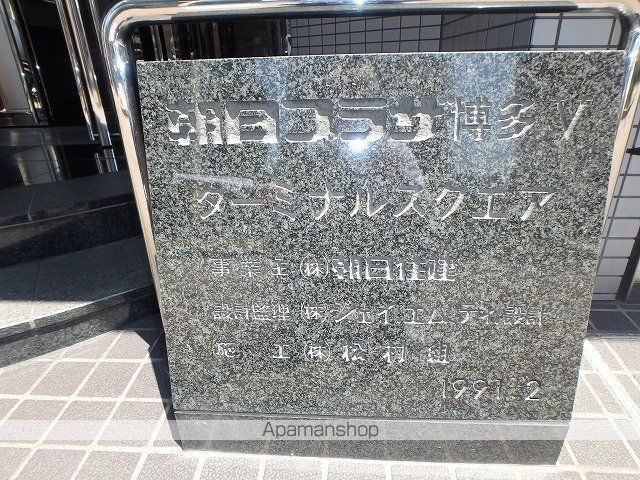 朝日プラザ博多Ⅴ
ターミナルスクエア
事業主(株)朝日住建
設計監理(株)ジェイエムディ設計
施工(株)松村組
1991.2
Apamanshop